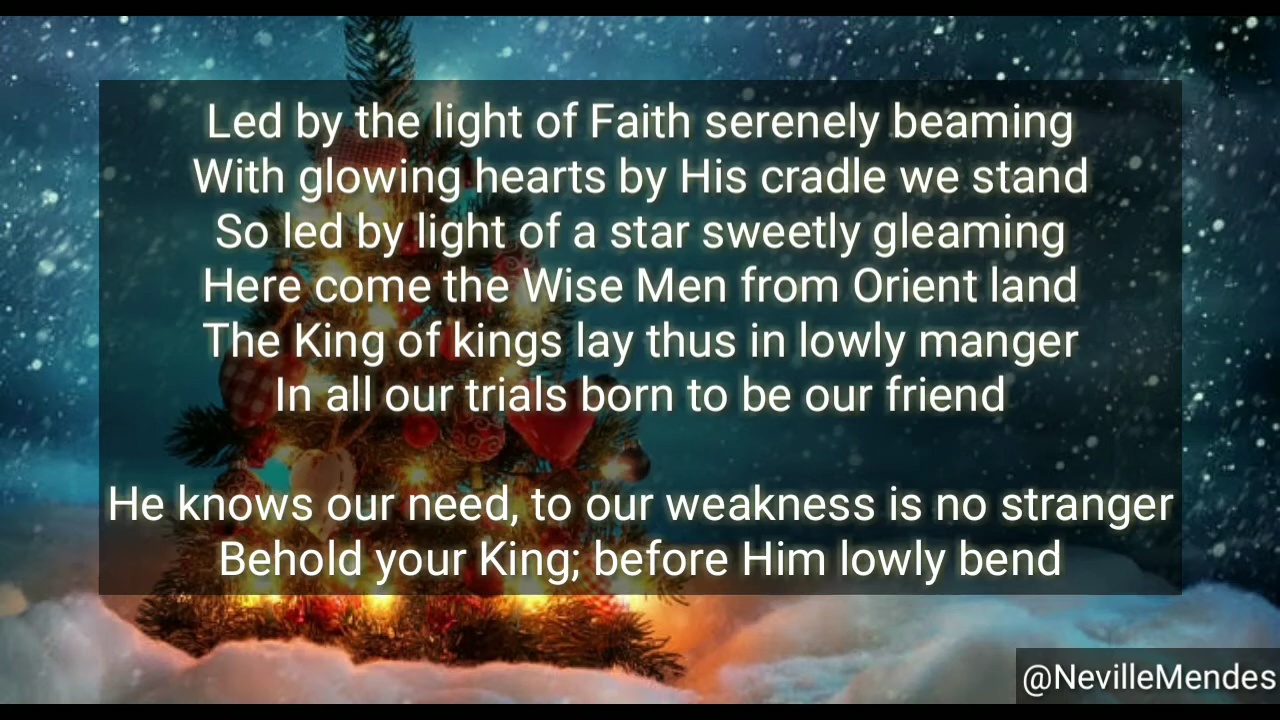 Led by the light of Faith serenely beaming
With glowing hearts by His cradle we stand
So led by light of a star sweetly gleaming
Here come the Wise Men from Orient land
The King of kings lay thus in lowly manger
In all our trials born to be our friend
He knows our need, to our weakness is no stranger
Behold your King; before Him lowly bend
@NevilleMendes